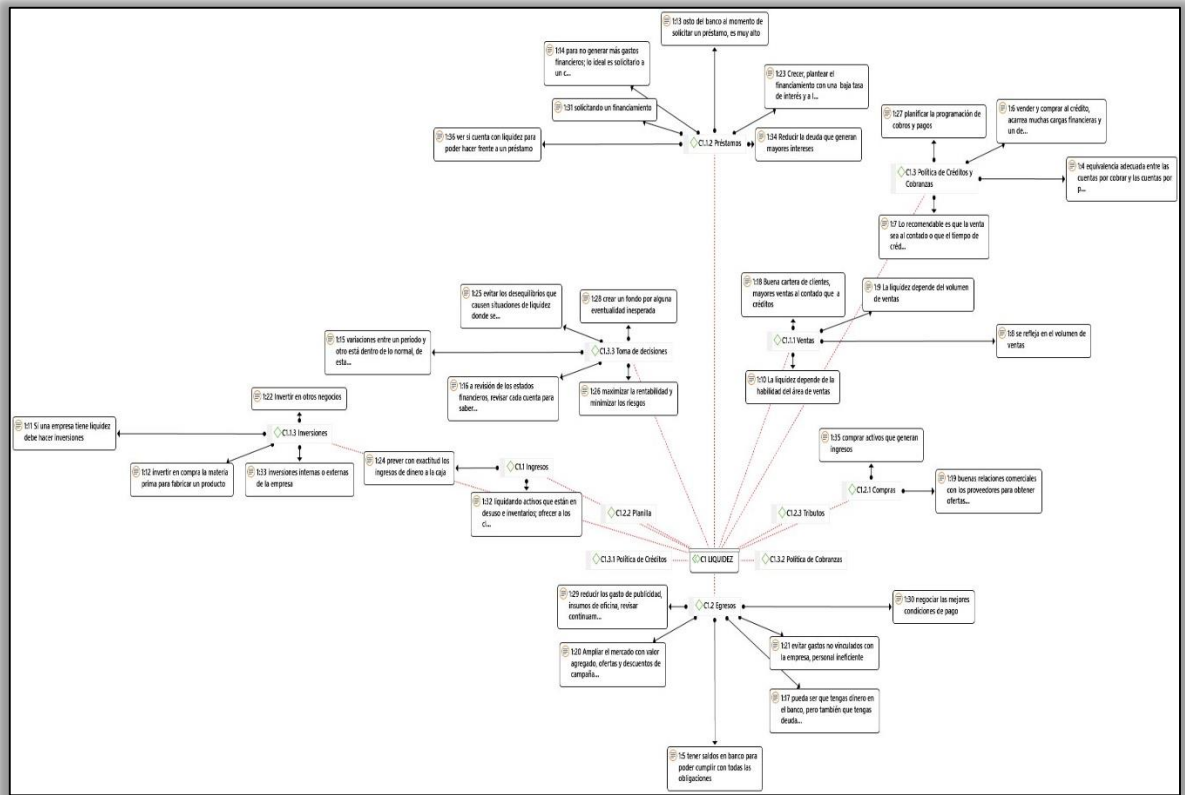 1:13 osto del banco al momento de
solicitar un préstamo, es muy alto
1:14 para no generar más gastos
financieros; lo ideal es solicitarlo a
un c...
1:23 Crecer, plantear el
financiamiento con una baja tasa
de interés y a l...
1:31 solicitando un financiamiento
1:36 ver si cuenta con liquidez para
poder hacer frente a un préstamo
C1.1.2 Préstamos
1:34 Reducir la deuda que generan
mayores intereses
1:27 planificar la programación de
cobros y pagos
1:6 vender y comprar al crédito,
acarrea muchas cargas financieras y
un de...
C1.3 Política de Créditos y
Cobranzas
1:4 equivalencia adecuada entre las
cuentas por cobrar y las cuentas por
p...
1:7 Lo recomendable es que la venta
sea al contado o que el tiempo de
créd...
1:25 evitar los desequilibrios que
causen situaciones de liquidez
donde se...
1:28 crear un fondo por alguna
eventualidad inesperada
1:15 variaciones entre un periodo y
otro está dentro de lo normal, de
esta...
C1.3.3 Toma de decisiones
1:16 a revisión de los estados
financieros, revisar cada cuenta para
saber...
1:26 maximizar la rentabilidad y
minimizar los riesgos
1:18 Buena cartera de clientes,
mayores ventas al contado que a
créditos
1:9 La liquidez depende del volumen
de ventas
C1.1.1 Ventas
1:8 se refleja en el volumen de
ventas
1:10 La liquidez depende de la
habilidad del área de ventas
1:22 Invertir en otros negocios
1:11 Si una empresa tiene liquidez
debe hacer inversiones
C1.1.3 Inversiones
1:12 invertir en compra la materia
prima para fabricar un producto
1:33 inversiones internas o externas
de la empresa
1:24 prever con exactitud los
ingresos de dinero a la caja
C1.1 Ingresos
1:32 liquidando activos que están en
desuso e inventarios; ofrecer a los
cl...
1:35 comprar activos que generan
ingresos
C1.2.1 Compras
1:19 buenas relaciones comerciales
con los proveedores para obtener
ofertas...
C1.2.2 Planilla
C1.2.3 Tributos
C1.3.1 Política de Créditos
C1 LIQUIDEZ
C1.3.2 Política de Cobranzas
1:29 reducir los gasto de publicidad,
insumos de oficina, revisar
continuam...
C1.2 Egresos
1:30 negociar las mejores
condiciones de pago
1:20 Ampliar el mercado con valor
agregado, ofertas y descuentos de
campaña...
1:21 evitar gastos no vinculados con
la empresa, personal ineficiente
1:17 pueda ser que tengas dinero en
el banco, pero también que tengas
deuda...
1:5 tener saldos en banco para
poder cumplir con todas las
obligaciones